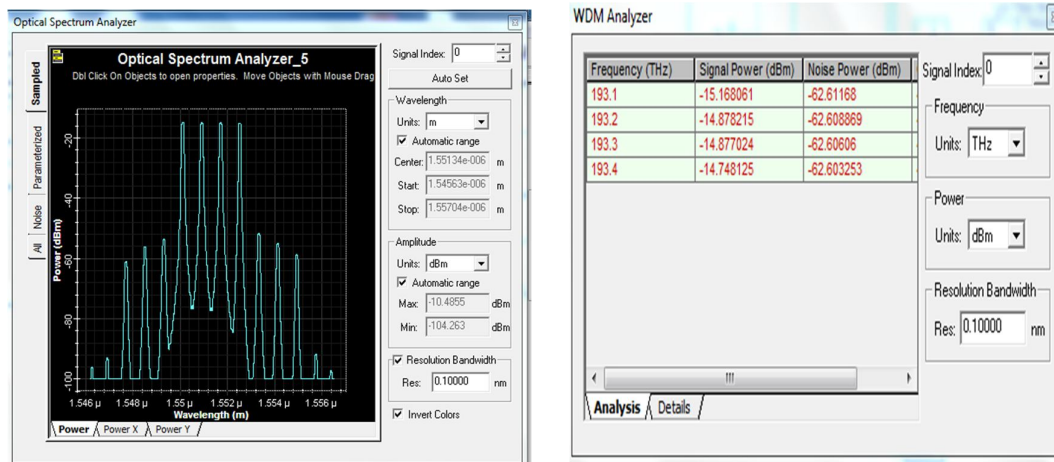 Optical Spectrum Analyzer
Sampled
Parameterized
Noise
All
Optical Spectrum Analyzer_5
Dbl Click On Objects to open properties. Move Objects with Mouse Drag
Power (dBm)
-20
-40
-60
-80
-100
1.546 µ 1.548 µ 1.55 µ 1.552 µ 1.554 µ 1.556 µ
Wavelength (m)
Power Power X Power Y
Signal Index: 0
Auto Set
Wavelength
Units: m
Automatic range
Center: 1.55134e-006 m
Start: 1.54563e-006 m
Stop: 1.55704e-006 m
Amplitude
Units: dBm
Automatic range
Max: -10.4855 dBm
Min: -104.263 dBm
Resolution Bandwidth
Res: 0.10000 nm
Invert Colors
WDM Analyzer
Frequency (THz) Signal Power (dBm) Noise Power (dBm)
193.1 -15.168061 -62.61168
193.2 -14.878215 -62.608869
193.3 -14.877024 -62.60606
193.4 -14.748125 -62.603253
Analysis Details
Signal Index: 0
Frequency
Units: THz
Power
Units: dBm
Resolution Bandwidth
Res: 0.10000 nm